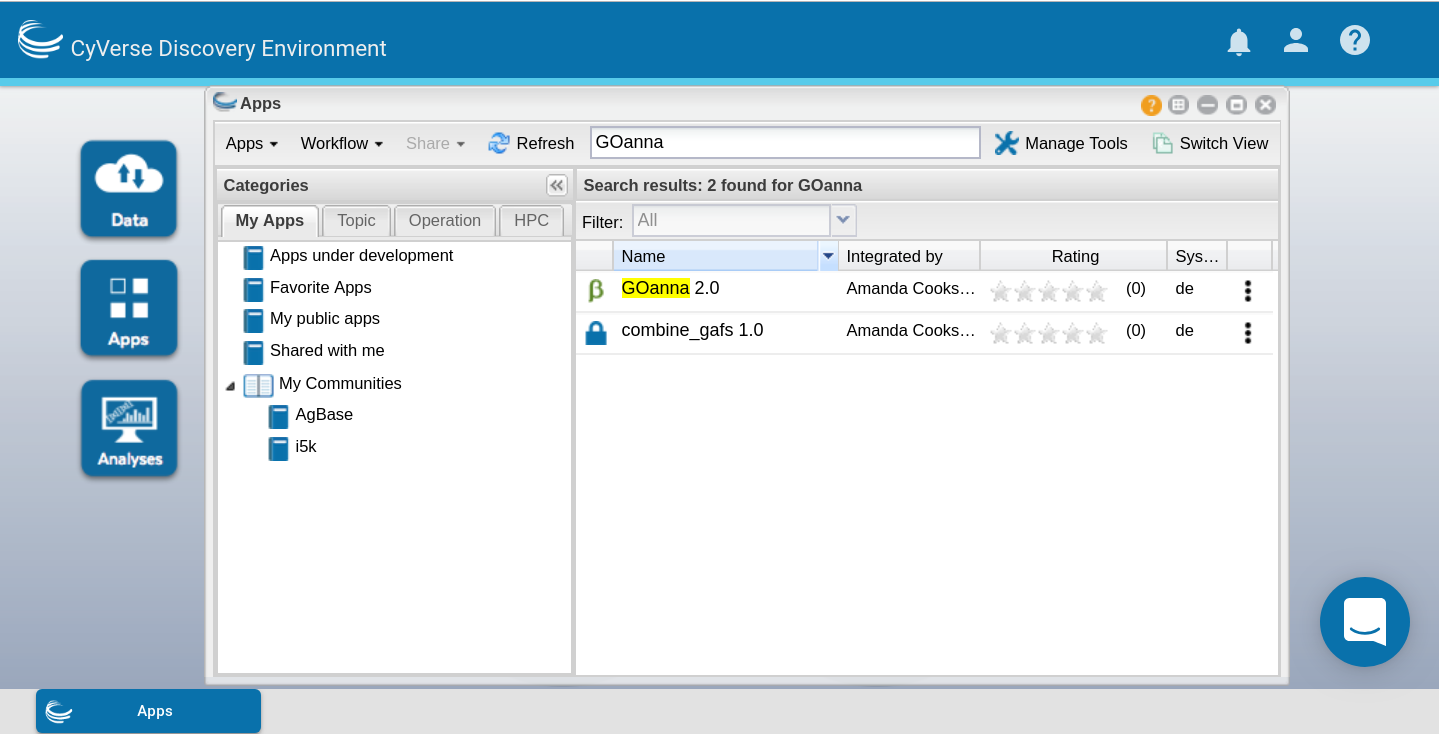 CyVerse Discovery Environment
Apps
Apps Workflow Share Refresh GOanna Manage Tools Switch View
Categories
Search results: 2 found for GOanna
My Apps Topic Operation HPC
Filter: All
Name Integrated by Rating Sys…
Apps under development
Favorite Apps
My public apps
Shared with me
My Communities
AgBase
i5k
β GOanna 2.0 Amanda Cooks… (0) de
combine_gafs 1.0 Amanda Cooks… (0) de
Data
Apps
Analyses
Apps